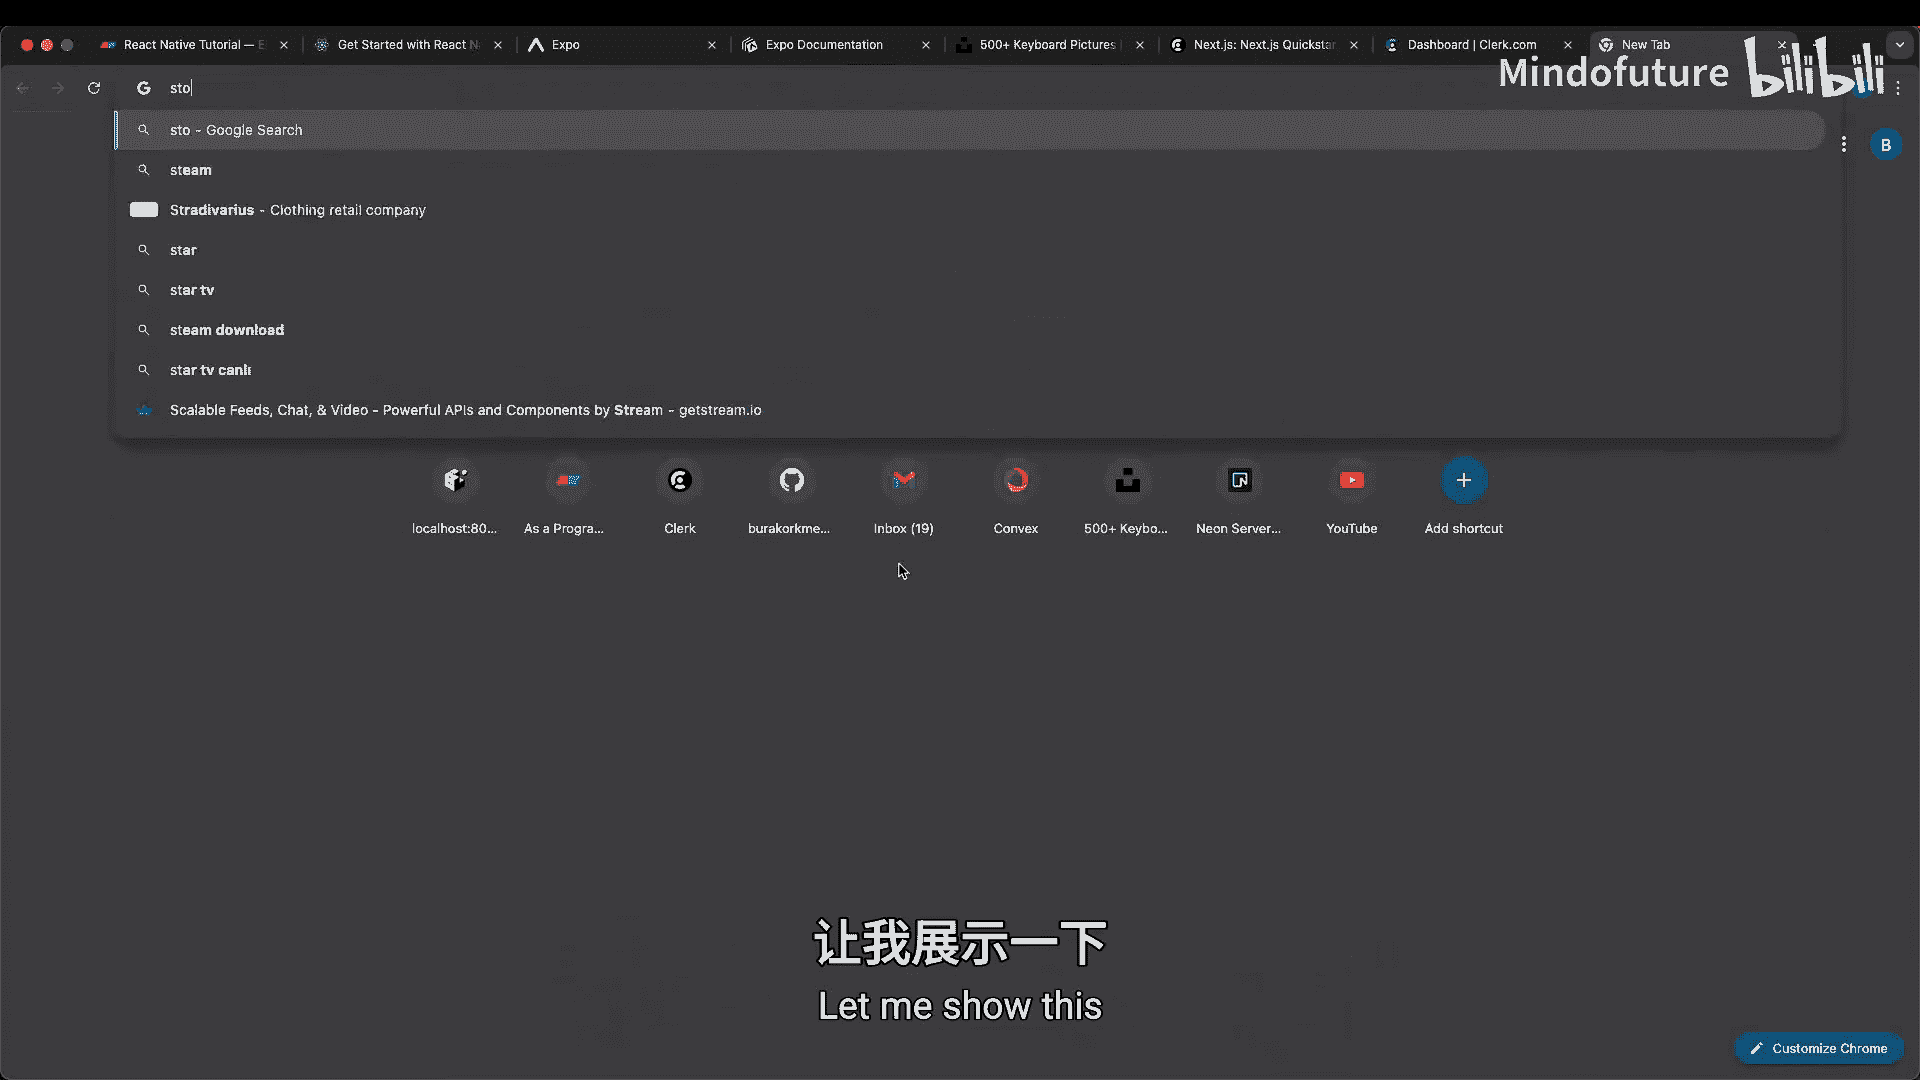 React Native Tutorial — E
Get Started with React N
Expo
Expo Documentation
500+ Keyboard Pictures
Next.js: Next.js Quickstar
Dashboard | Clerk.com
New Tab
Mindofuture bilibili
sto
sto - Google Search
B
steam
Stradivarius - Clothing retail company
star
star tv
steam download
star tv canlı
Scalable Feeds, Chat, & Video - Powerful APIs and Components by Stream - getstream.io
localhost:80...
As a Progra...
Clerk
burakorkme...
Inbox (19)
Convex
500+ Keybo...
Neon Server...
YouTube
Add shortcut
让我展示一下
Let me show this
Customize Chrome